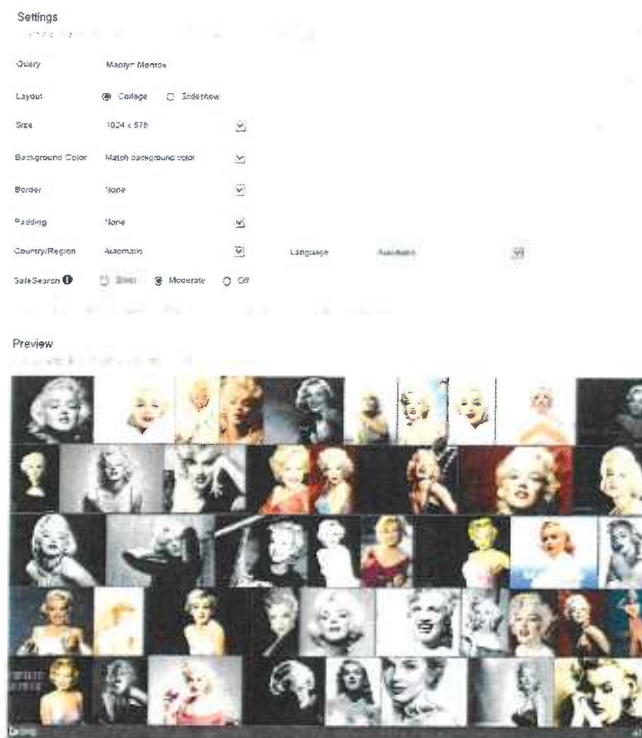 Settings
Query Marilyn Monroe
Layout Collage Slideshow
Size 1024 x 576
Background Color Match background color
Border None
Padding None
Country/Region Automatic Language Automatic
SafeSearch Strict Moderate Off
Preview